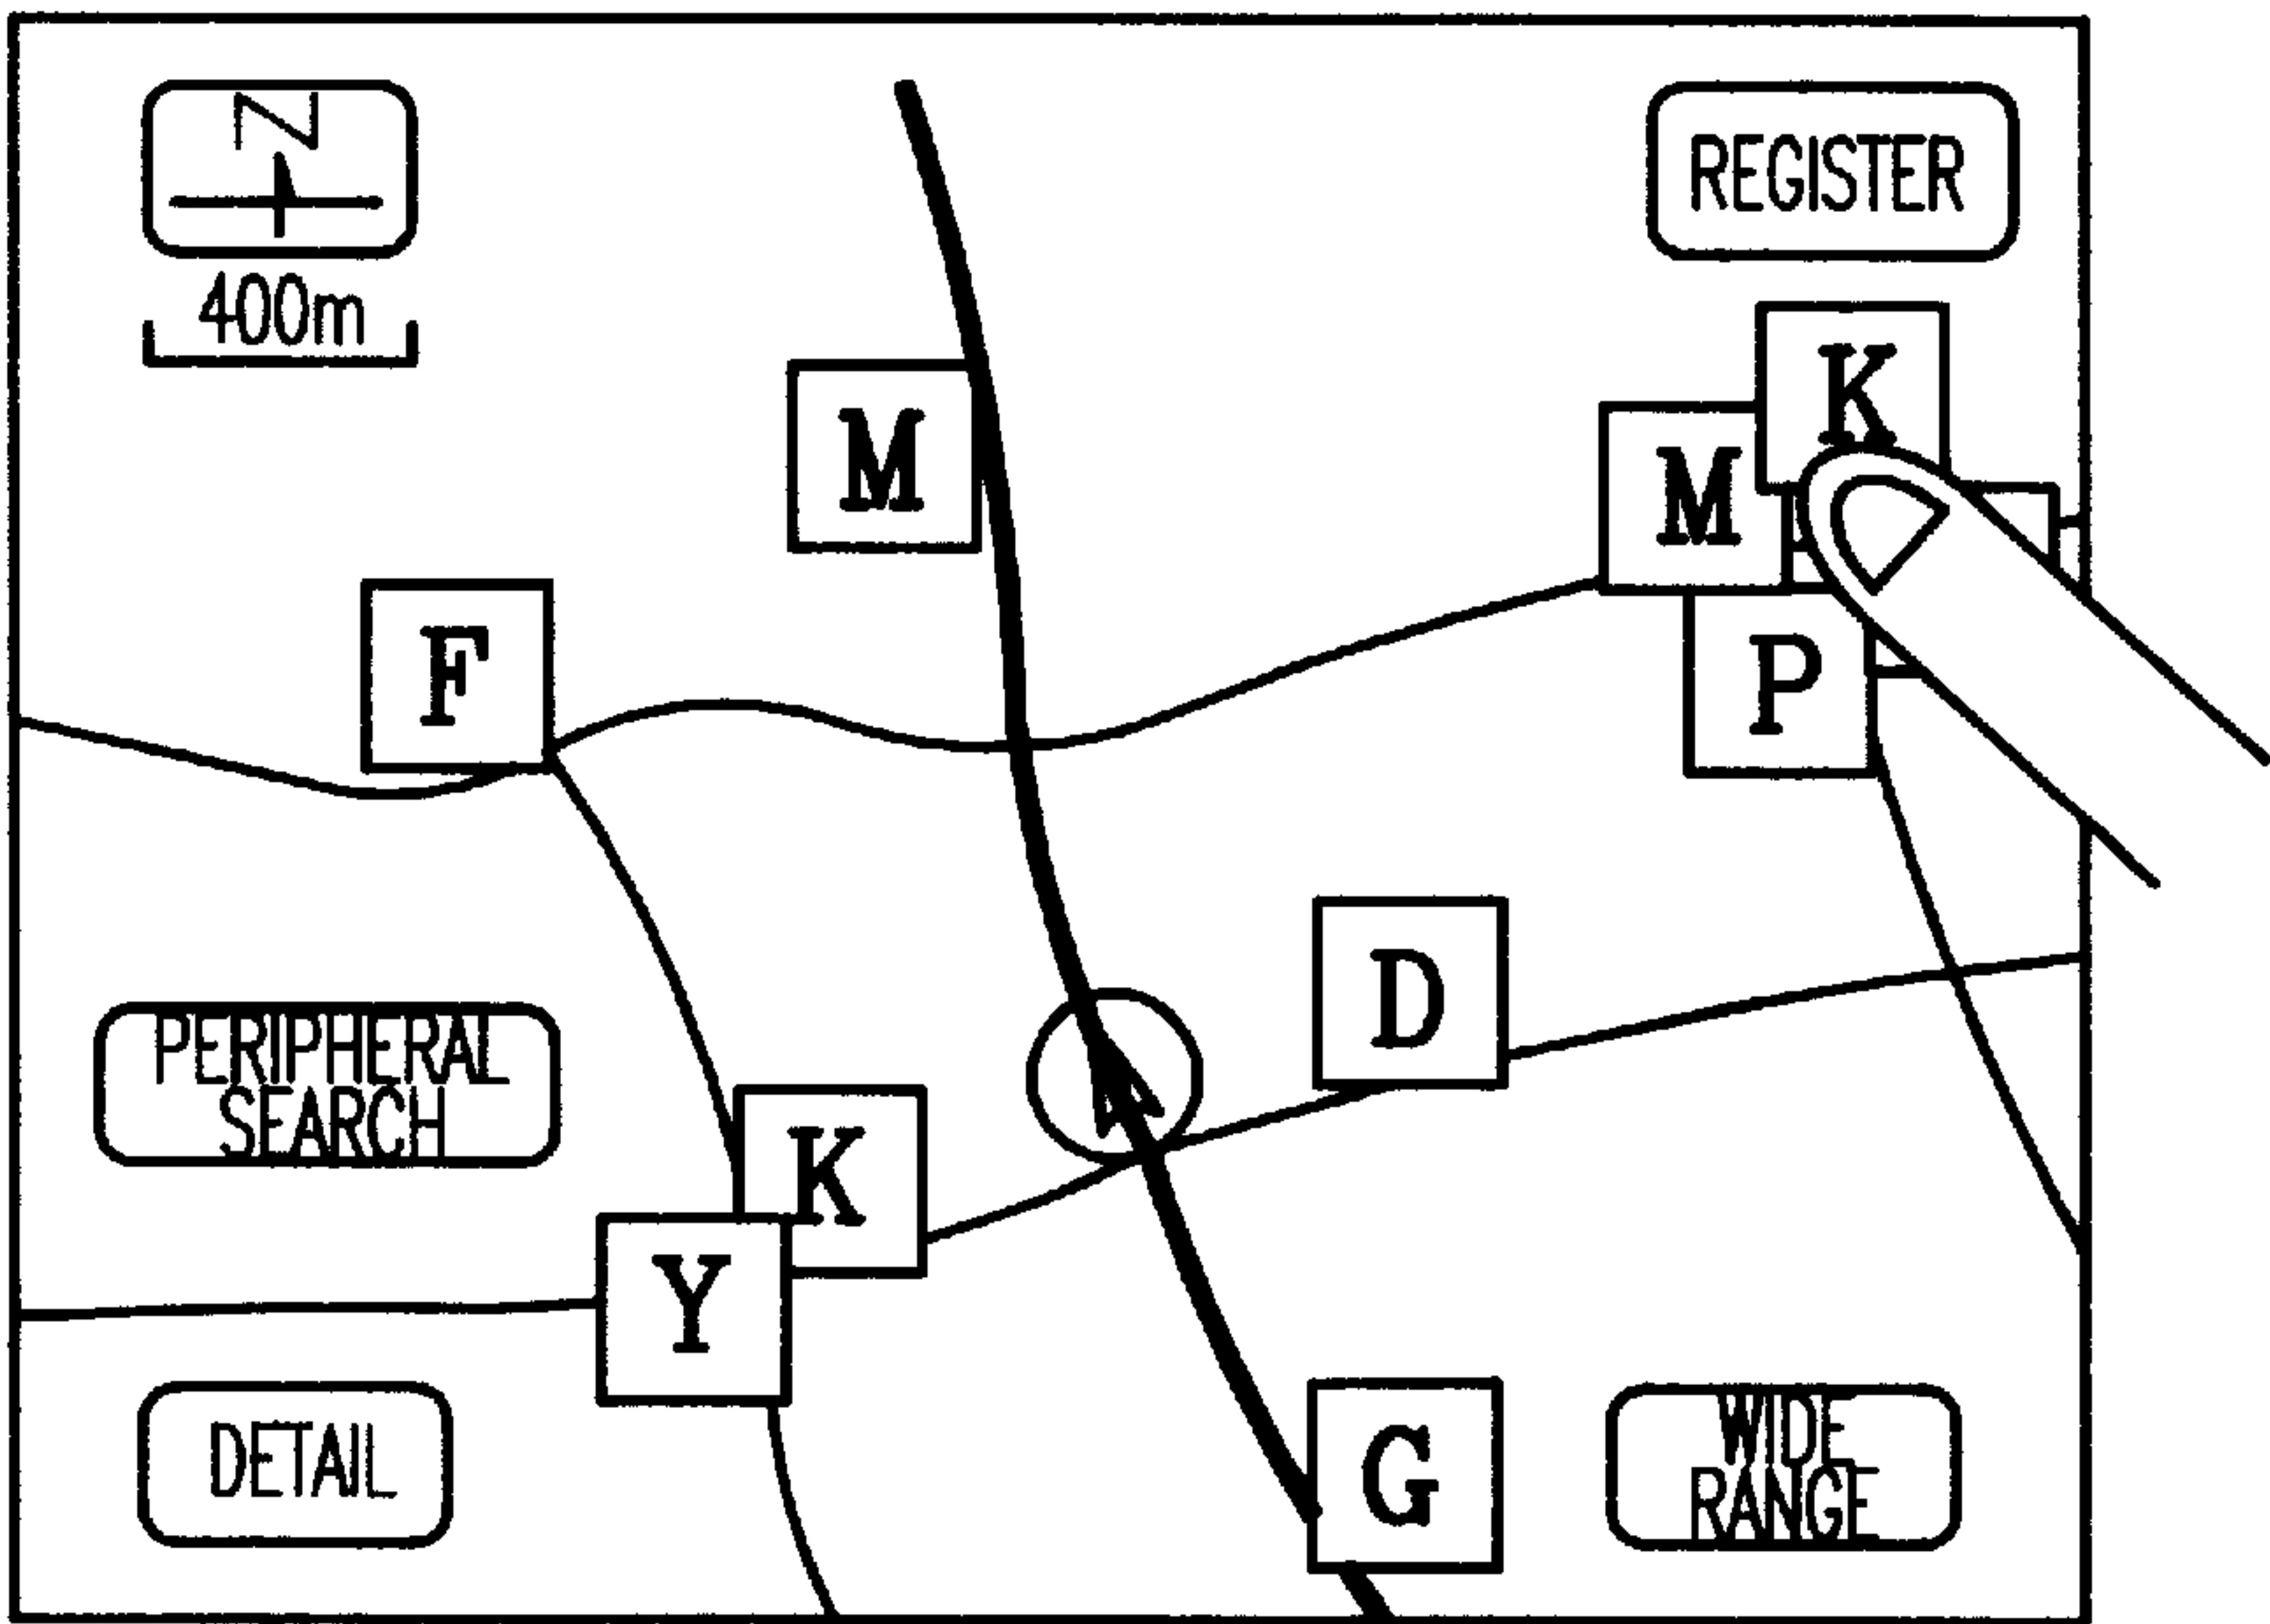 N
REGISTER
400m
K
M
M
F
P
D
PERIPHERAL
SEARCH
K
Y
DETAIL
G
WIDE
RANGE